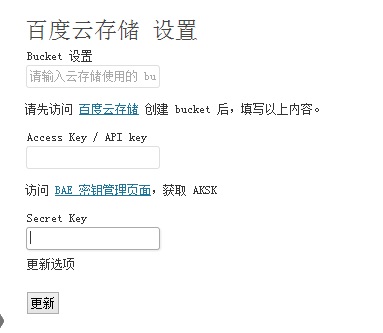 百度云存储 设置
Bucket 设置
请输入云存储使用的 bu
请先访问 百度云存储 创建 bucket 后，填写以上内容。
Access Key / API key
访问 BAE 密钥管理页面，获取 AKSK
Secret Key
更新选项
更新